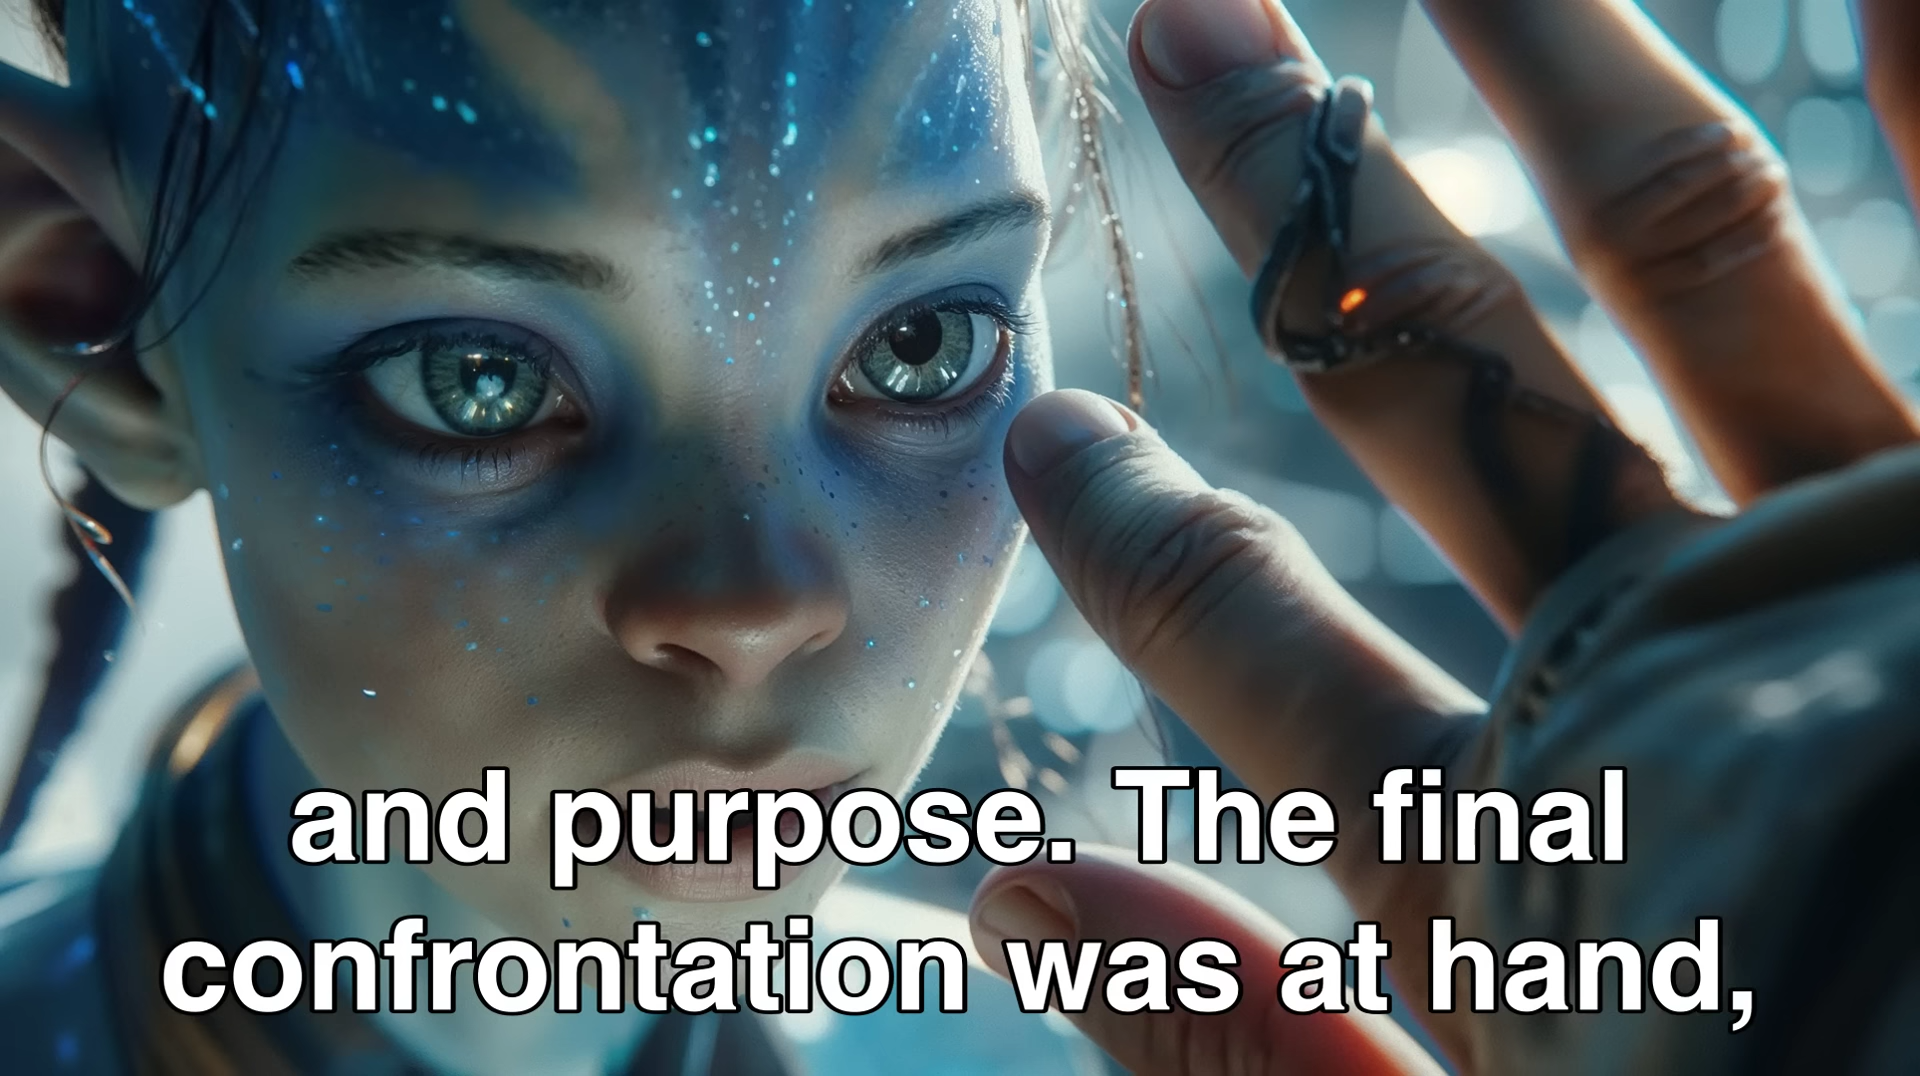 and purpose. The final
confrontation was at hand,